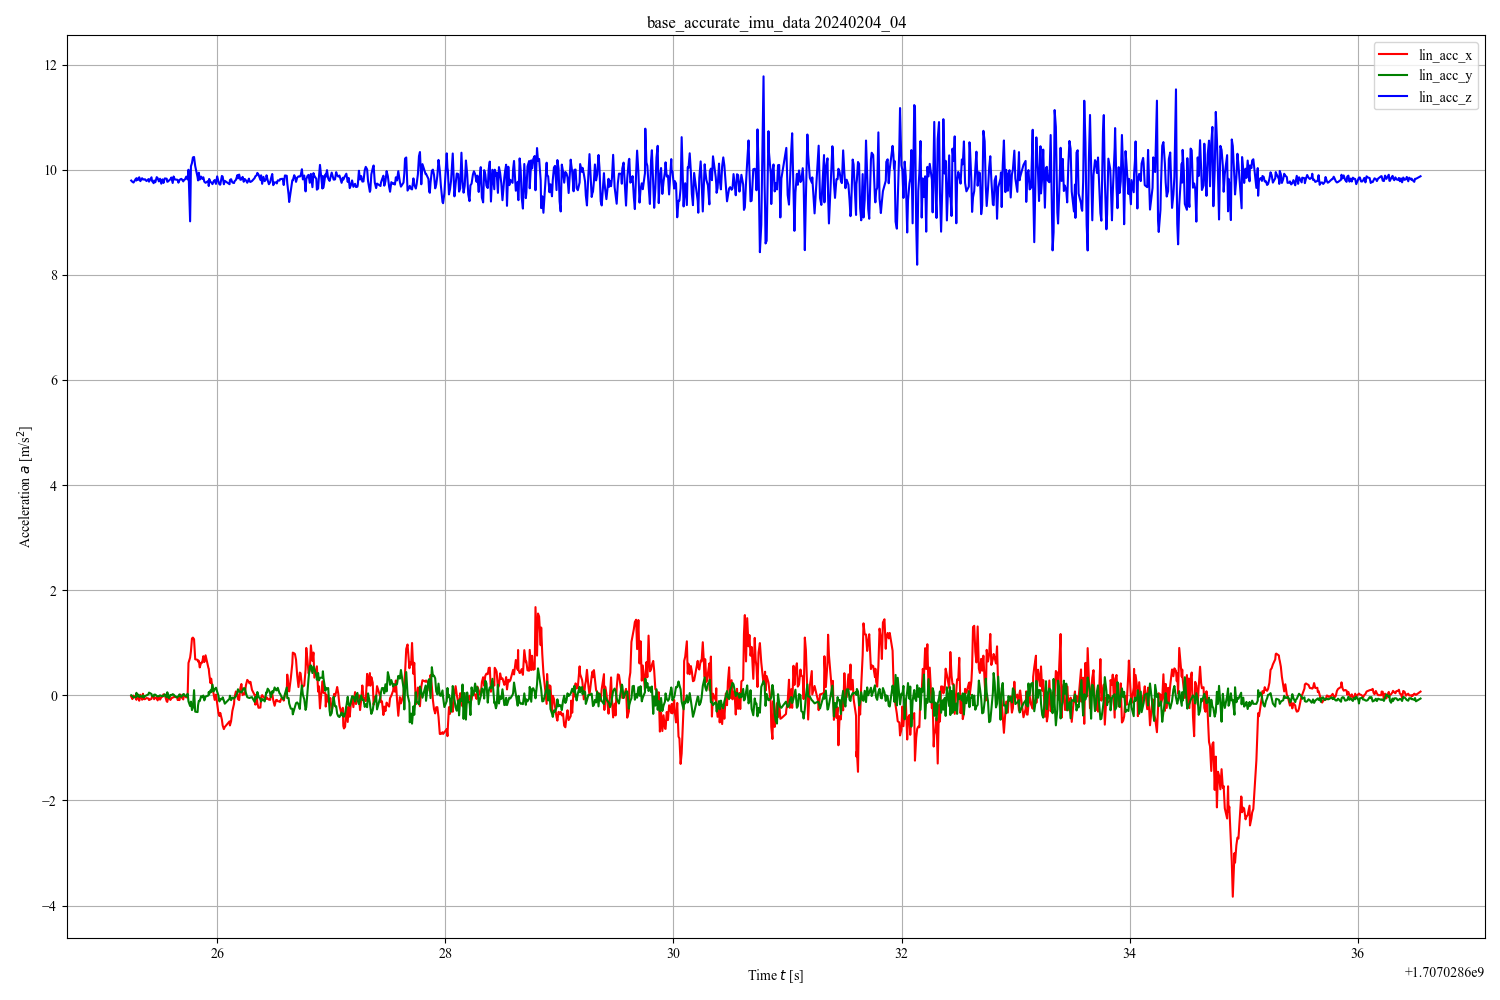 base_accurate_imu_data 20240204_04
lin_acc_x
lin_acc_y
lin_acc_z
Acceleration a [m/s²]
12
10
8
6
4
2
0
−2
−4
26
28
30
32
34
36
Time t [s]
+1.7070286e9